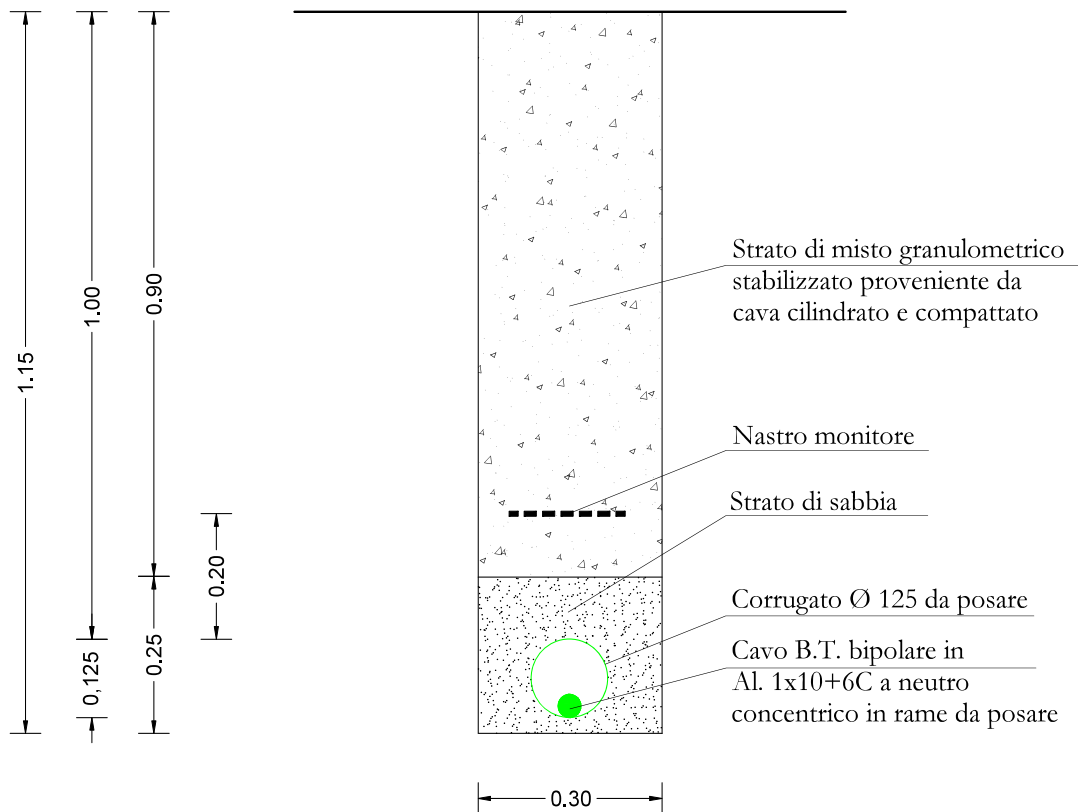 1.15
1.00
0.90
0.20
0.25
0,125
0.30
Strato di misto granulometrico
stabilizzato proveniente da
cava cilindrato e compattato
Nastro monitore
Strato di sabbia
Corrugato Ø 125 da posare
Cavo B.T. bipolare in
Al. 1x10+6C a neutro
concentrico in rame da posare